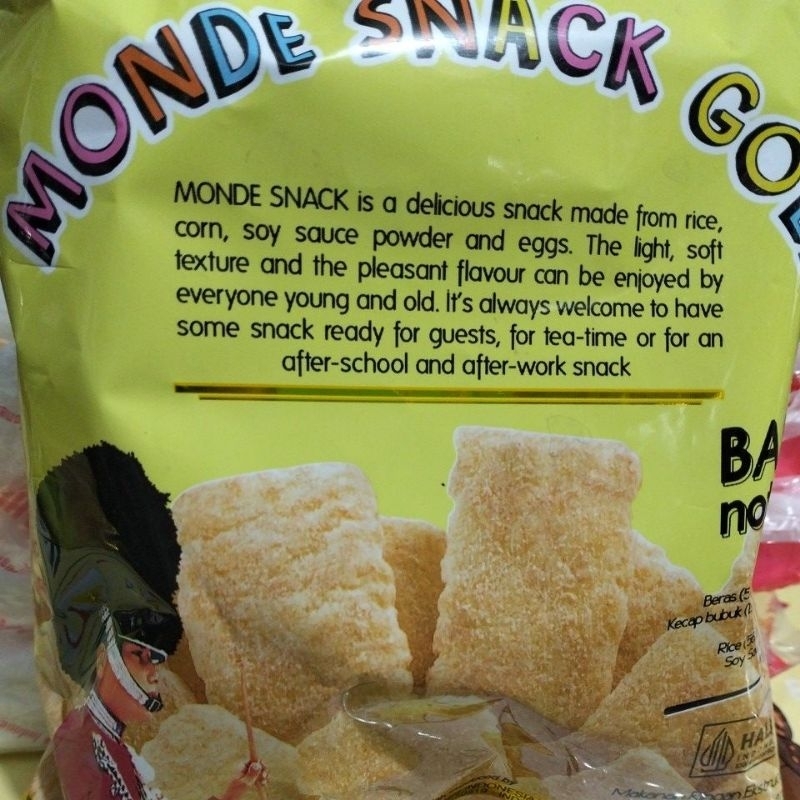 MONDE SNACK
MONDE SNACK is a delicious snack made from rice,
corn, soy sauce powder and eggs. The light, soft
texture and the pleasant flavour can be enjoyed by
everyone young and old. It's always welcome to have
some snack ready for guests, for tea-time or for an
after-school and after-work snack
Beras
Kecap bubuk
Rice
Soy
Makanan Ringan